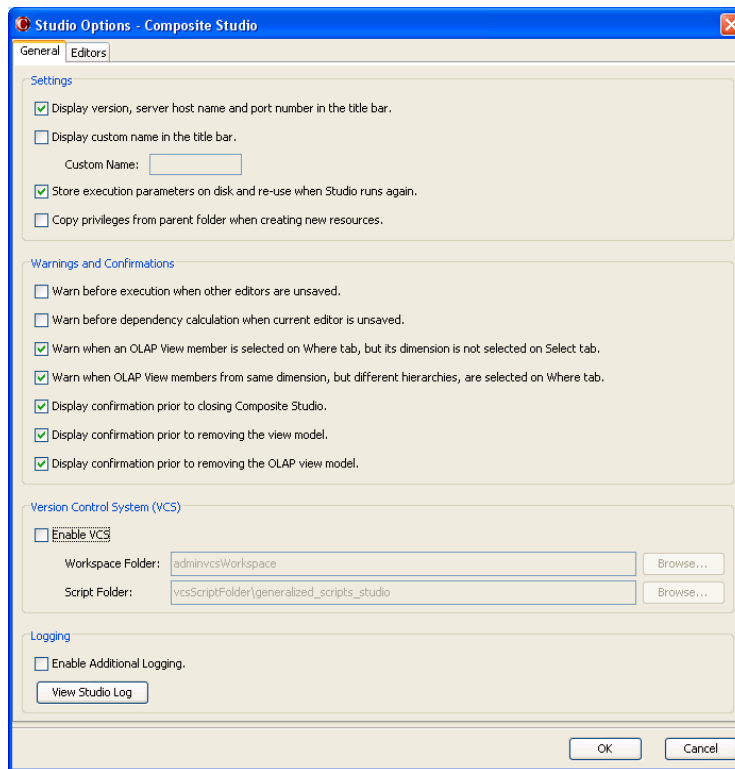 Studio Options - Composite Studio
General Editors
Settings
Display version, server host name and port number in the title bar.
Display custom name in the title bar.
Custom Name:
Store execution parameters on disk and re-use when Studio runs again.
Copy privileges from parent folder when creating new resources.
Warnings and Confirmations
Warn before execution when other editors are unsaved.
Warn before dependency calculation when current editor is unsaved.
Warn when an OLAP View member is selected on Where tab, but its dimension is not selected on Select tab.
Warn when OLAP View members from same dimension, but different hierarchies, are selected on Where tab.
Display confirmation prior to closing Composite Studio.
Display confirmation prior to removing the view model.
Display confirmation prior to removing the OLAP view model.
Version Control System (VCS)
Enable VCS
Workspace Folder: adminvcsWorkspace Browse...
Script Folder: vcsScriptFolder\generalized_scripts_studio Browse...
Logging
Enable Additional Logging.
View Studio Log
OK Cancel